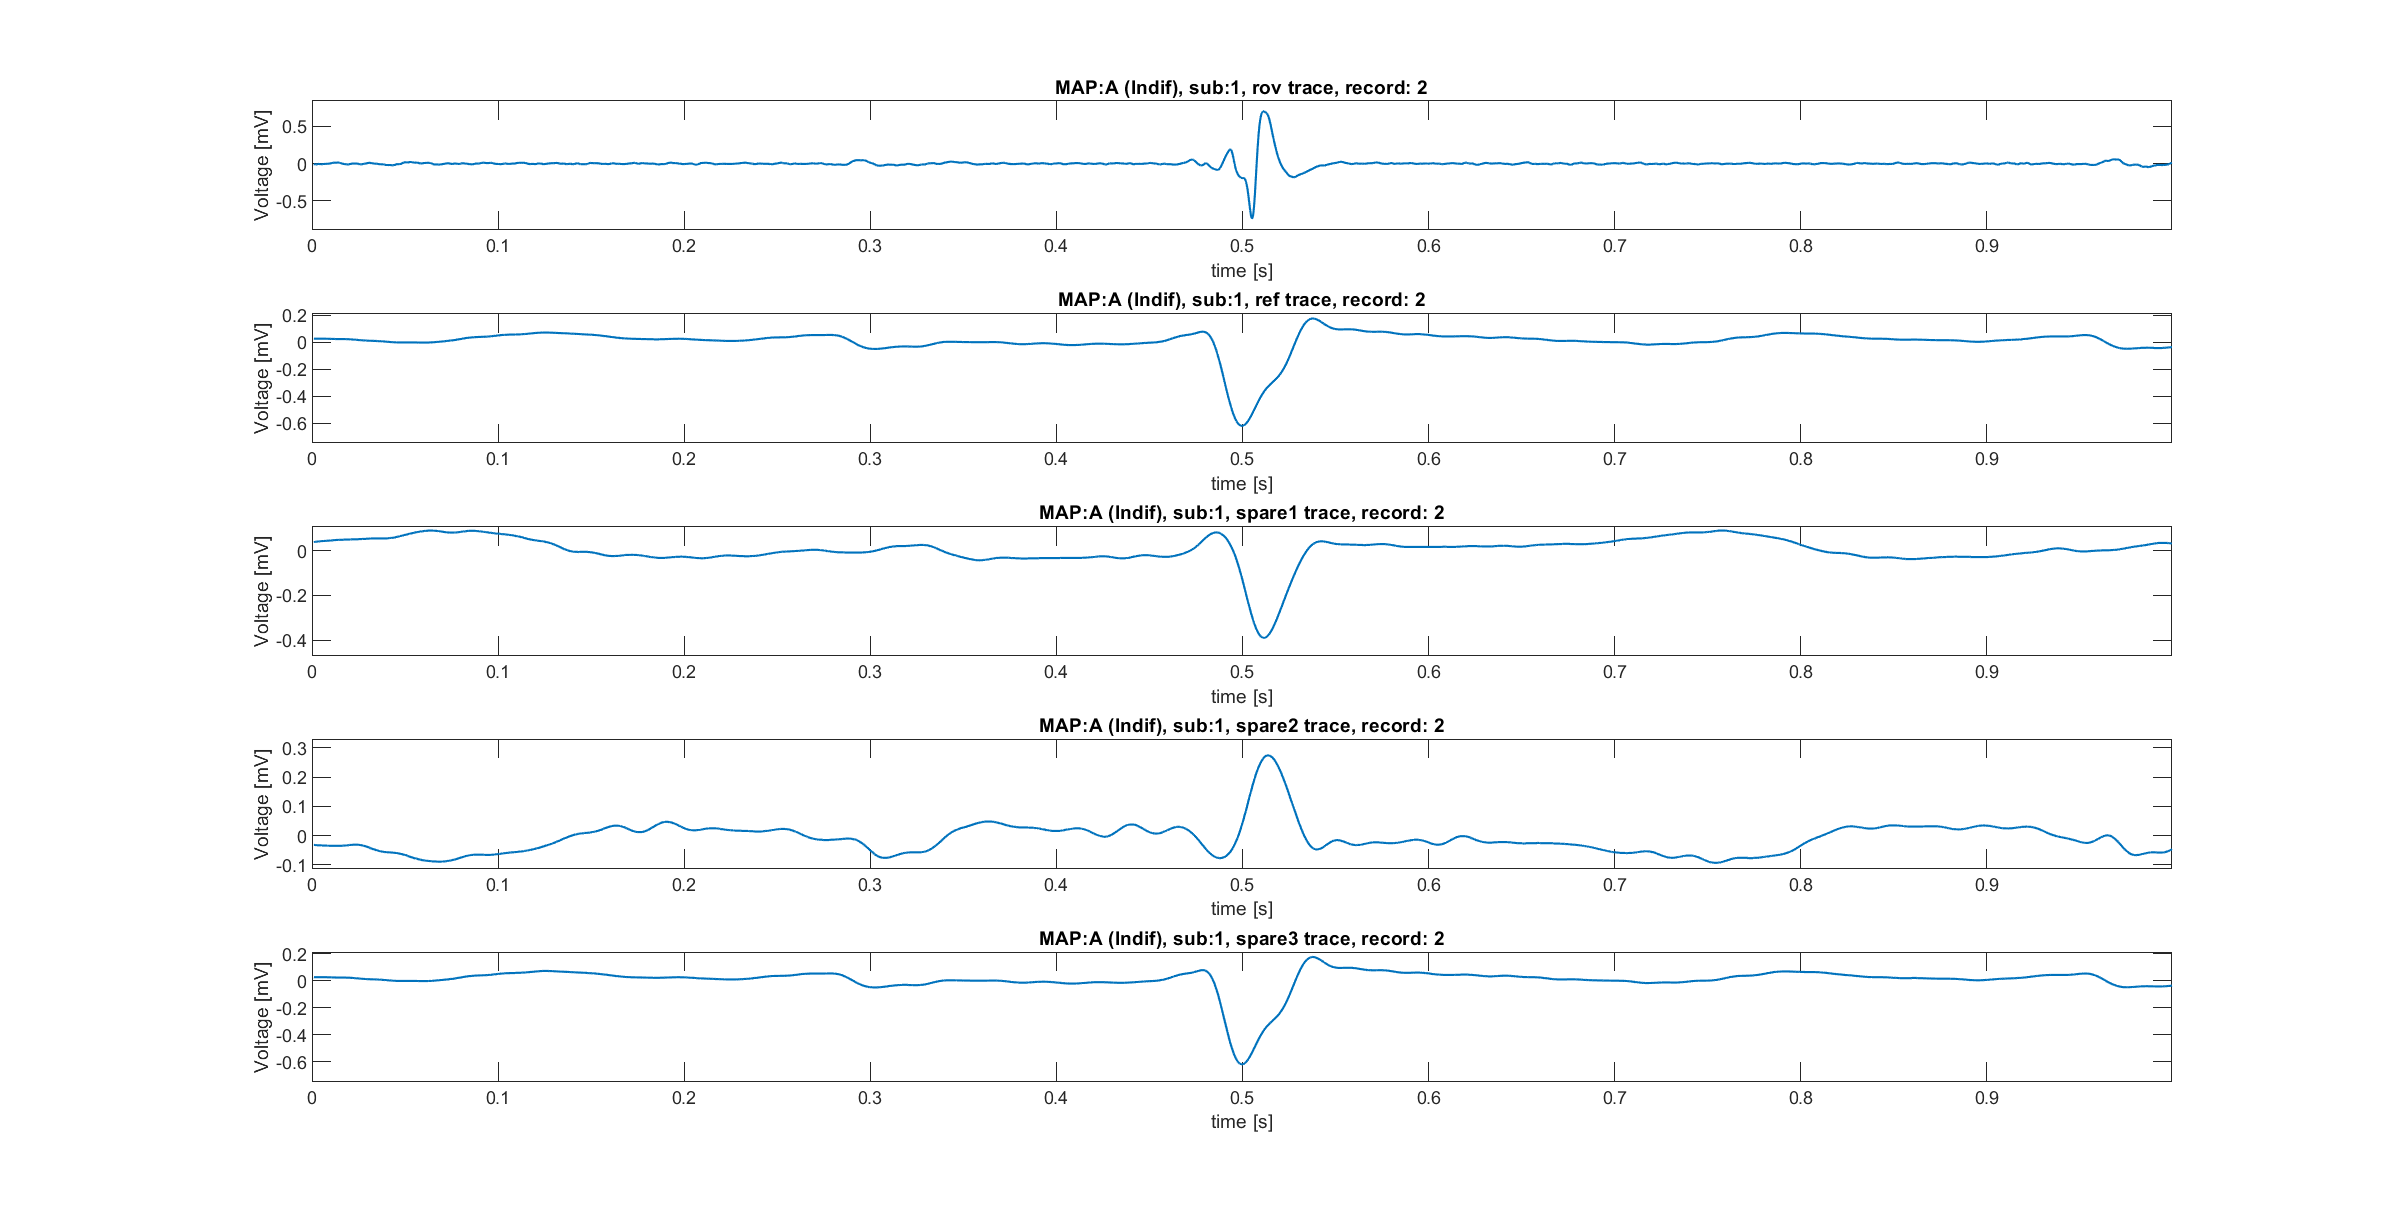 MAP:A (Indif), sub:1, rov trace, record: 2
Voltage [mV]
0.5
0
-0.5
0 0.1 0.2 0.3 0.4 0.5 0.6 0.7 0.8 0.9
time [s]
MAP:A (Indif), sub:1, ref trace, record: 2
Voltage [mV]
0.2
0
-0.2
-0.4
-0.6
0 0.1 0.2 0.3 0.4 0.5 0.6 0.7 0.8 0.9
time [s]
MAP:A (Indif), sub:1, spare1 trace, record: 2
Voltage [mV]
0
-0.2
-0.4
0 0.1 0.2 0.3 0.4 0.5 0.6 0.7 0.8 0.9
time [s]
MAP:A (Indif), sub:1, spare2 trace, record: 2
Voltage [mV]
0.3
0.2
0.1
0
-0.1
0 0.1 0.2 0.3 0.4 0.5 0.6 0.7 0.8 0.9
time [s]
MAP:A (Indif), sub:1, spare3 trace, record: 2
Voltage [mV]
0.2
0
-0.2
-0.4
-0.6
0 0.1 0.2 0.3 0.4 0.5 0.6 0.7 0.8 0.9
time [s]